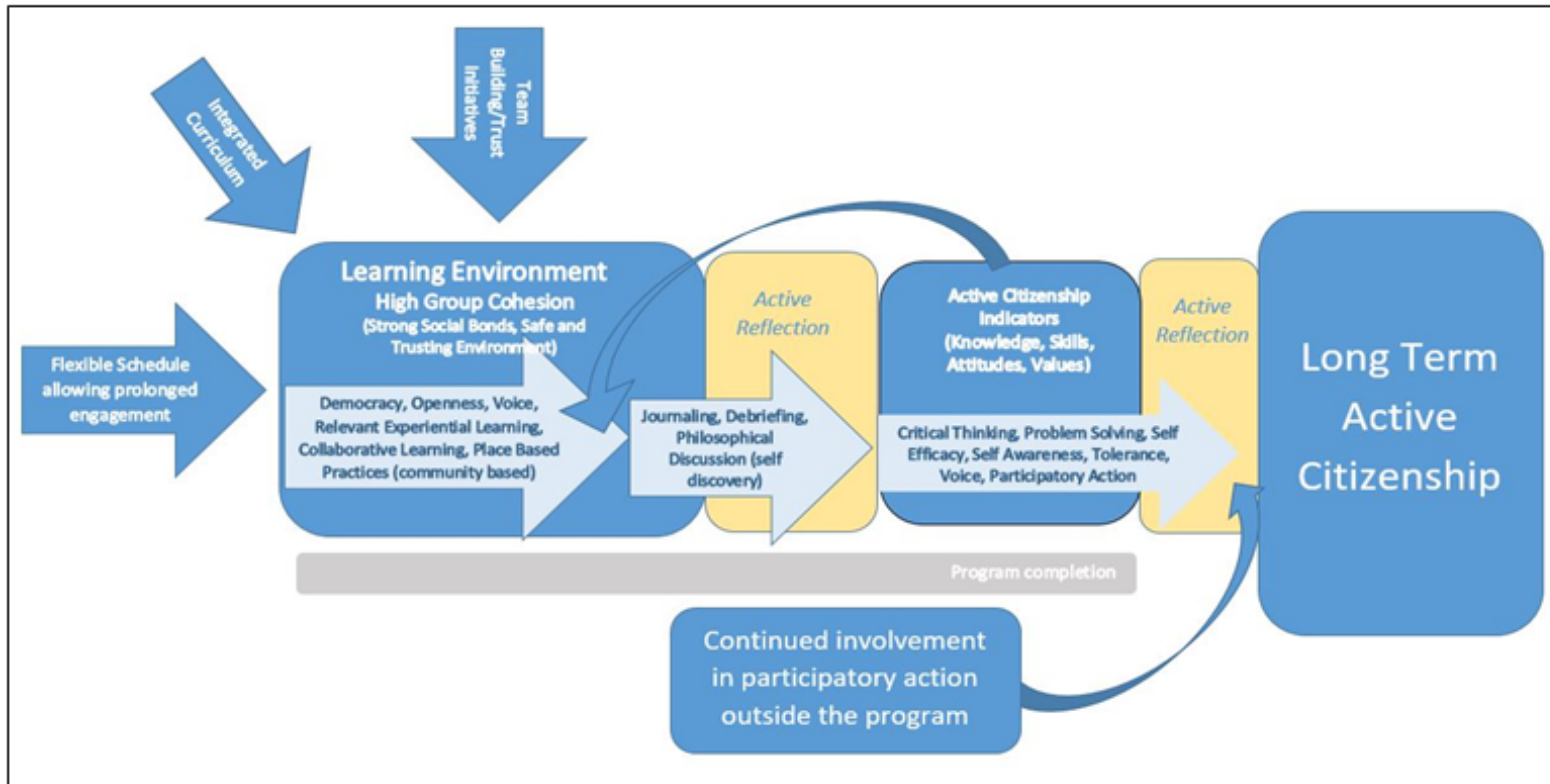 Integrated
Curriculum
Team
Building/Trust
Initiatives
Flexible Schedule
allowing prolonged
engagement
Learning Environment
High Group Cohesion
(Strong Social Bonds, Safe and
Trusting Environment)
Democracy, Openness, Voice,
Relevant Experiential Learning,
Collaborative Learning, Place Based
Practices (community based)
Active
Reflection
Journaling, Debriefing,
Philosophical
Discussion (self
discovery)
Active Citizenship
Indicators
(Knowledge, Skills,
Attitudes, Values)
Critical Thinking, Problem Solving, Self
Efficacy, Self Awareness, Tolerance,
Voice, Participatory Action
Active
Reflection
Long Term
Active
Citizenship
Program completion
Continued involvement
in participatory action
outside the program